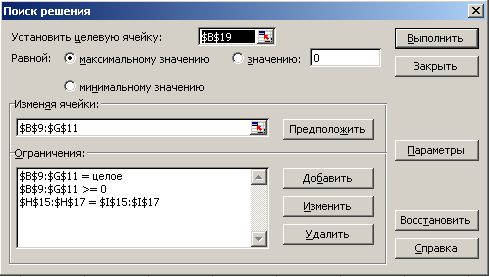 Поиск решения
Установить целевую ячейку: $B$19 Выполнить
Равной: максимальному значению значению: 0 Закрыть
минимальному значению
Изменяя ячейки:
$B$9:$G$11 Предположить
Ограничения: Параметры
$B$9:$G$11 = целое Добавить
$B$9:$G$11 >= 0
$H$15:$H$17 = $I$15:$I$17 Изменить Восстановить
Удалить Справка